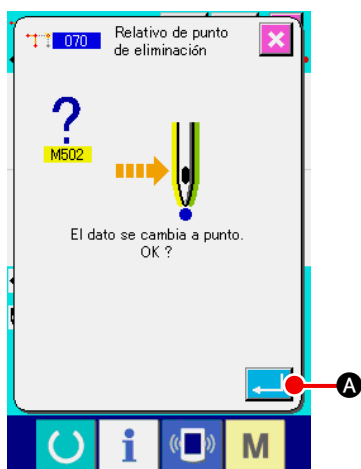 070
Relativo de punto
de eliminación
?
M502
El dato se cambia a punto.
OK ?
A
i
M